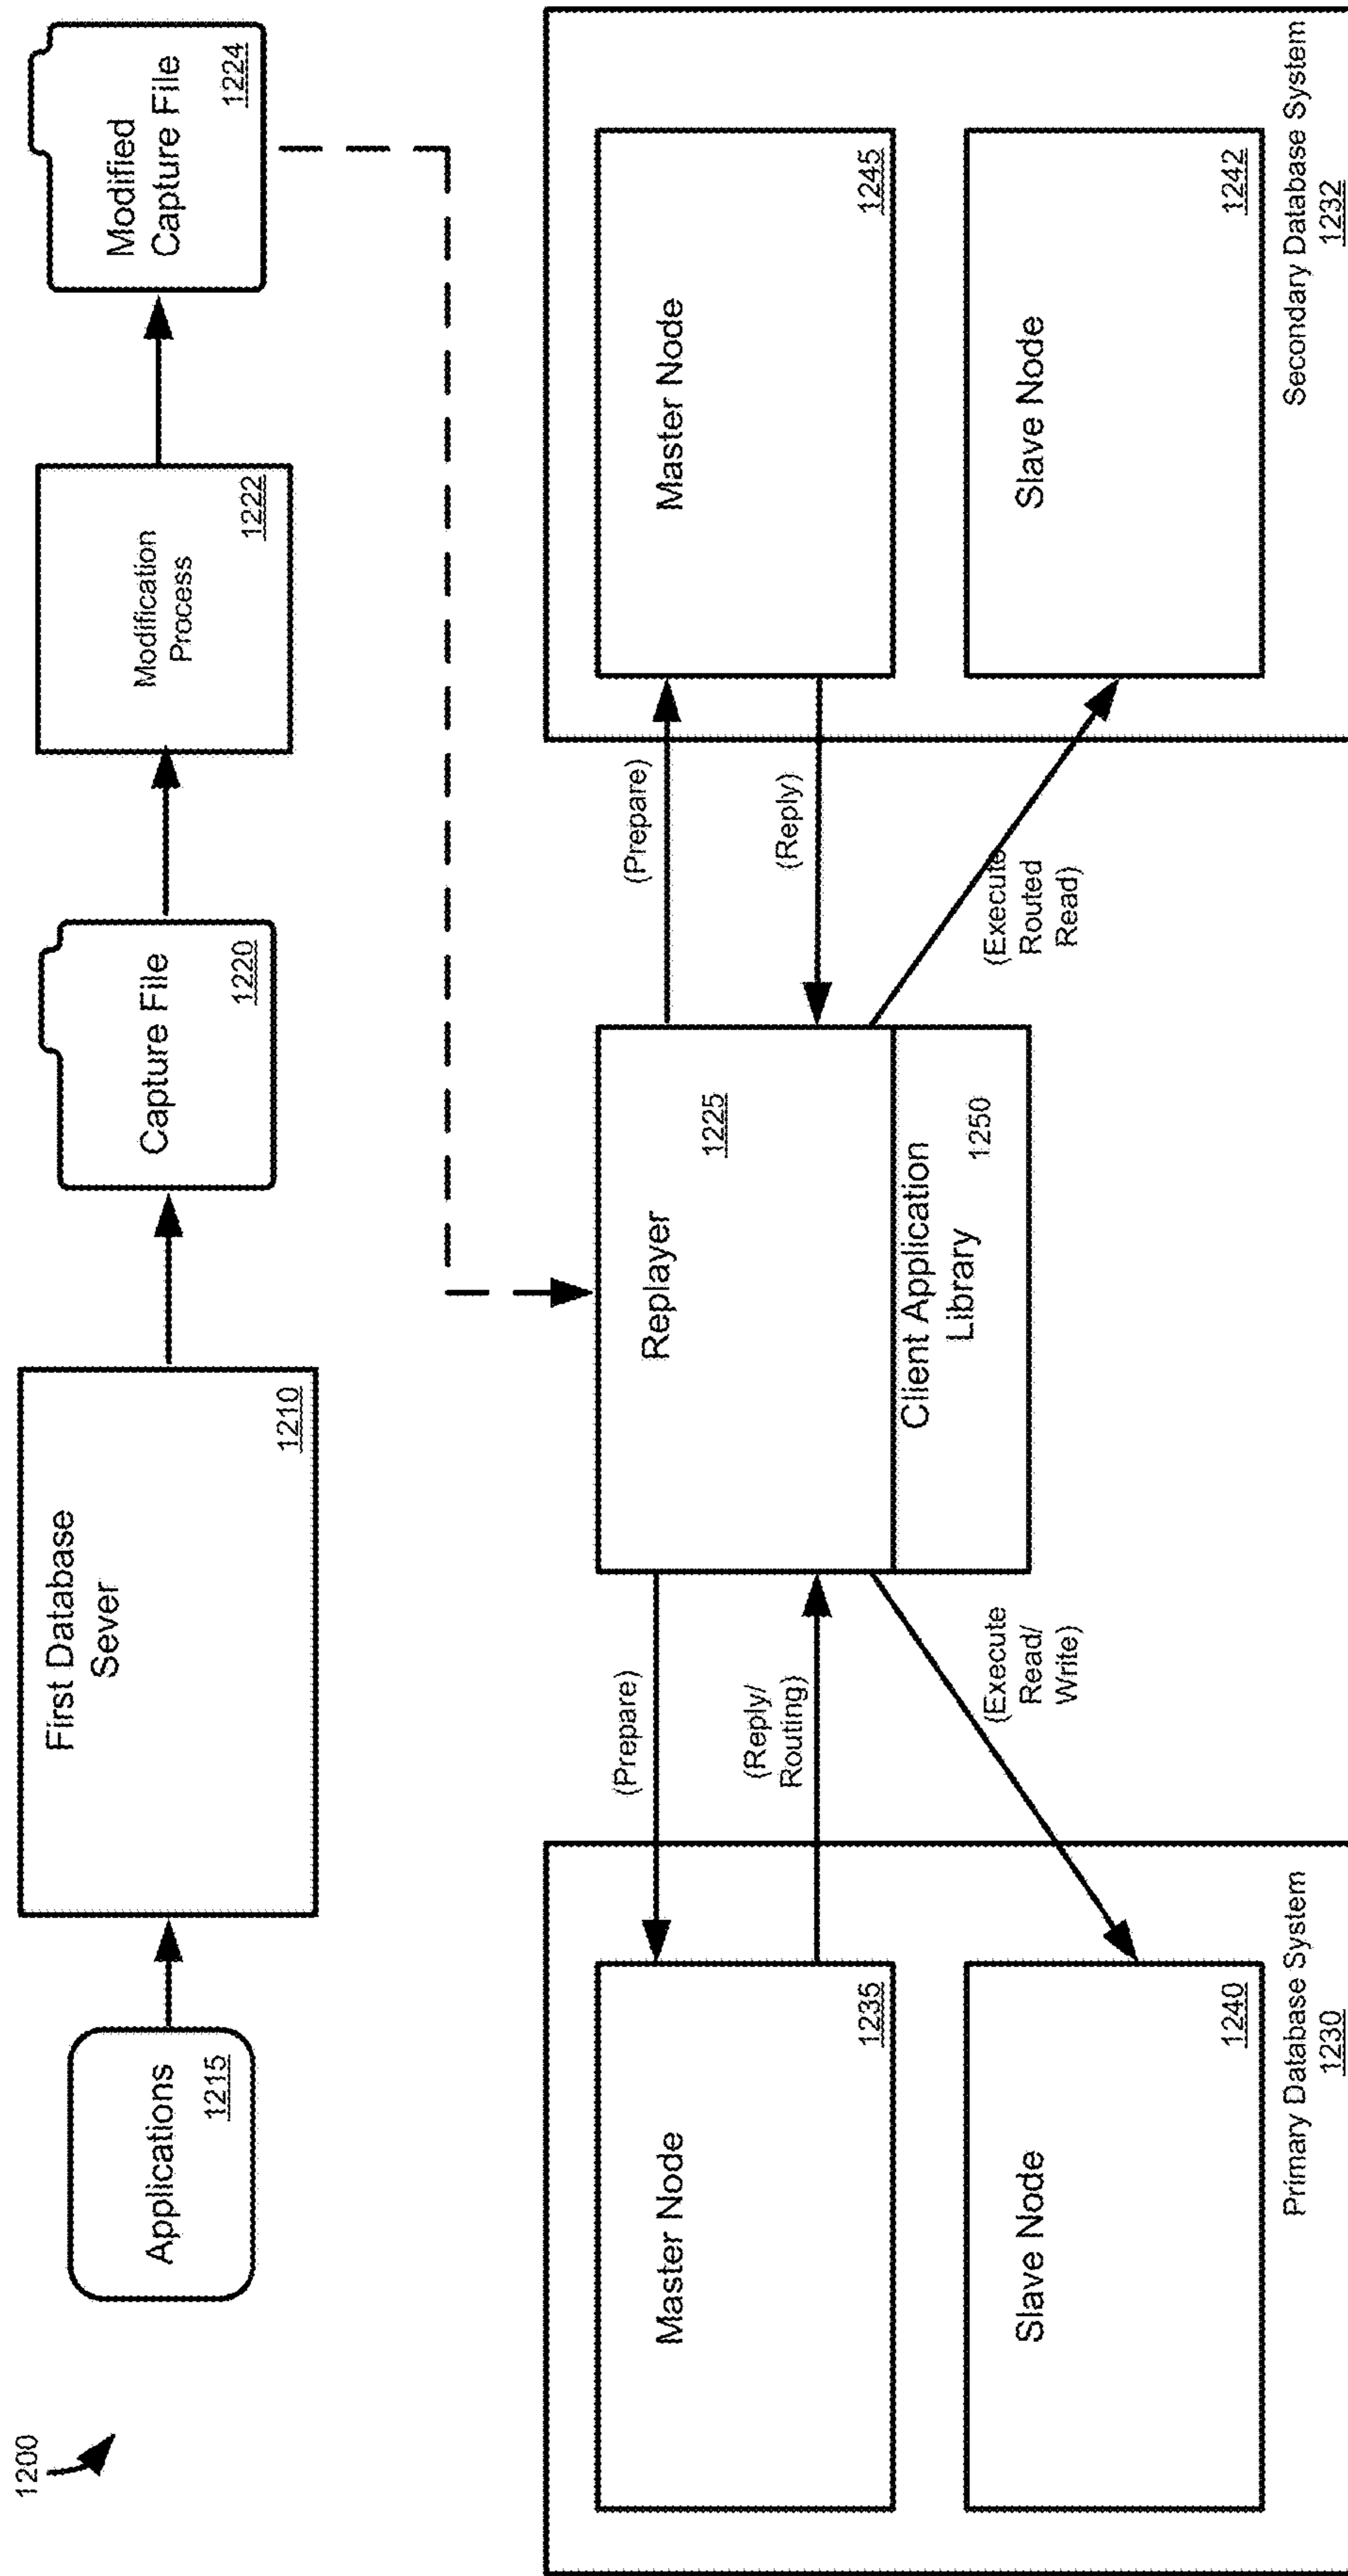 1200
Applications
1215
First Database
Sever
1210
Capture File
1220
Modification
Process
1222
Modified
Capture File
1224
Master Node
1235
Slave Node
1240
Primary Database System
1230
(Prepare)
(Reply/
Routing)
(Execute
Read/
Write)
Replayer
1225
Client Application
Library
1250
(Prepare)
(Reply)
(Execute
Routed
Read)
Master Node
1245
Slave Node
1242
Secondary Database System
1232